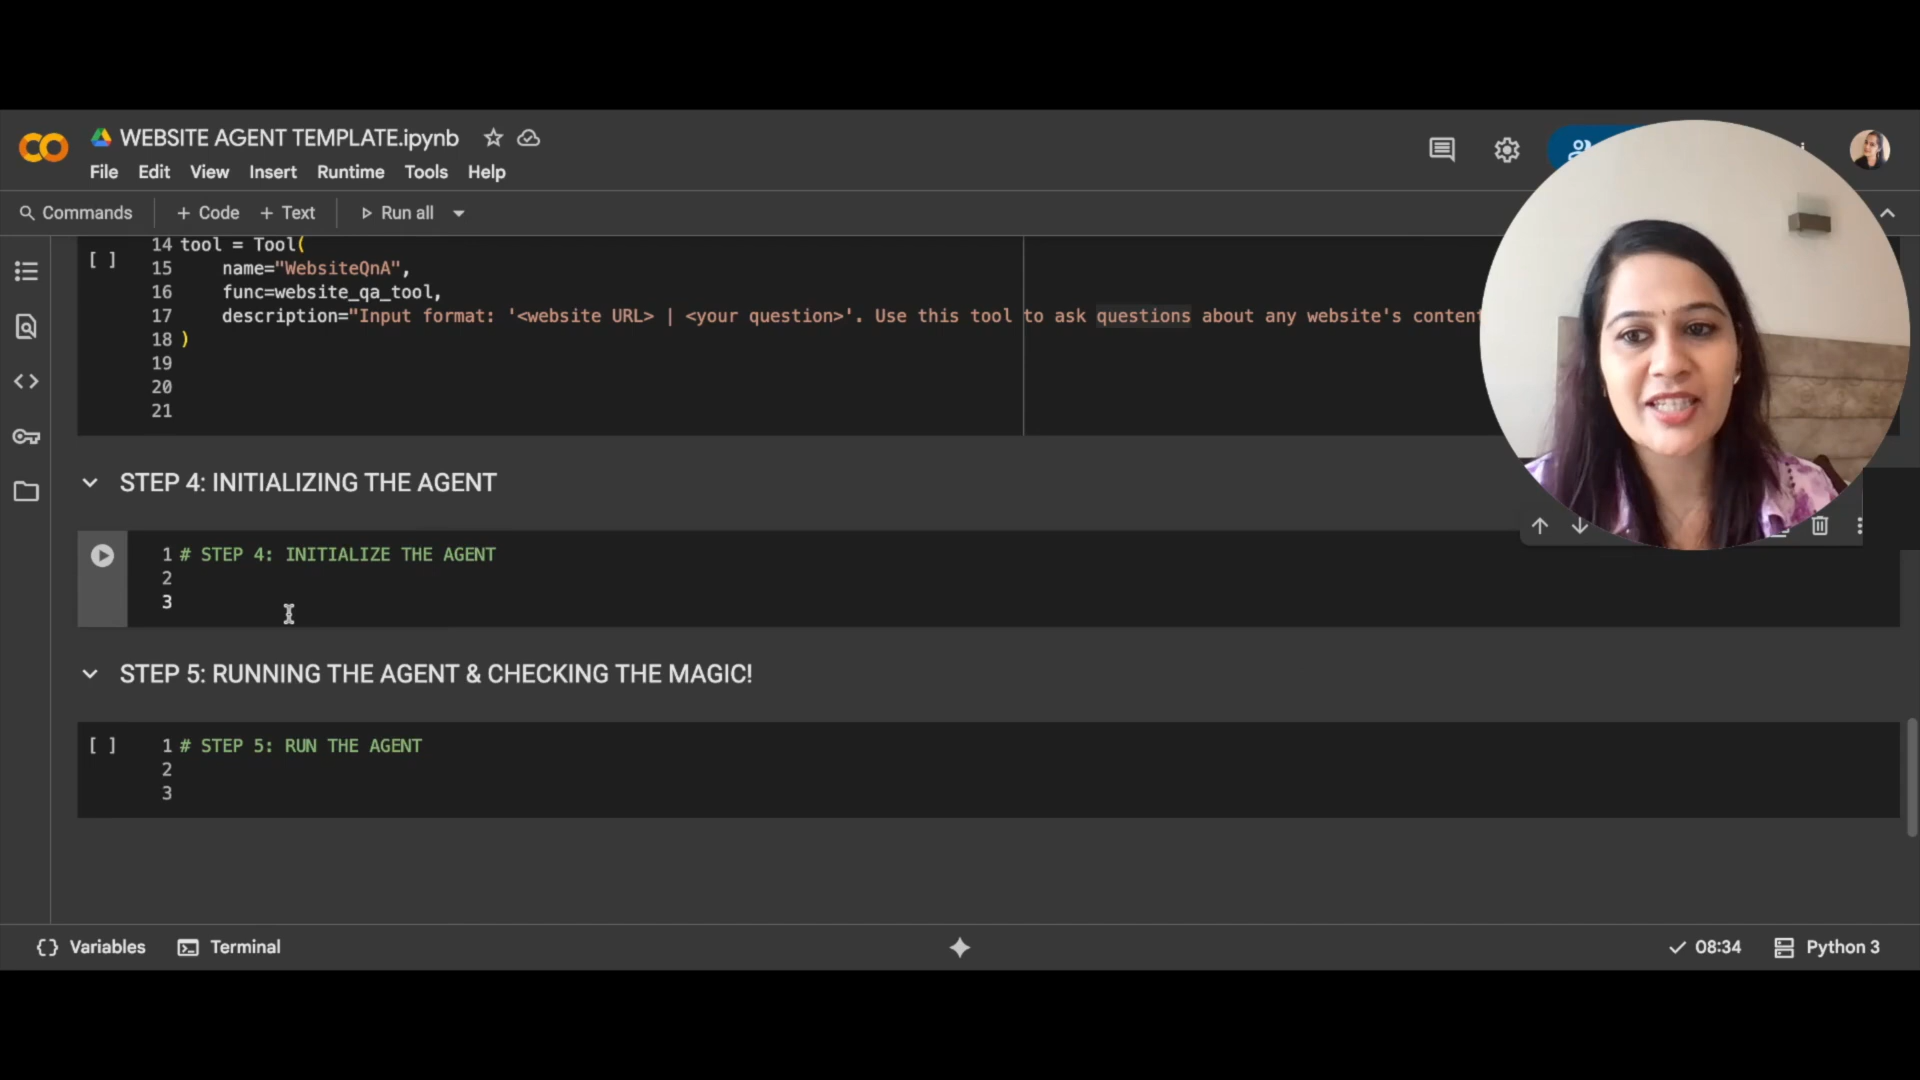 WEBSITE AGENT TEMPLATE.ipynb
File Edit View Insert Runtime Tools Help
Commands + Code + Text Run all
14 tool = Tool(
[ ] 15 name="WebsiteQnA",
16 func=website_qa_tool,
17 description="Input format: '<website URL> | <your question>'. Use this tool to ask questions about any website's content
18 )
19
20
21
STEP 4: INITIALIZING THE AGENT
1 # STEP 4: INITIALIZE THE AGENT
2
3
STEP 5: RUNNING THE AGENT & CHECKING THE MAGIC!
[ ] 1 # STEP 5: RUN THE AGENT
2
3
{} Variables Terminal 08:34 Python 3